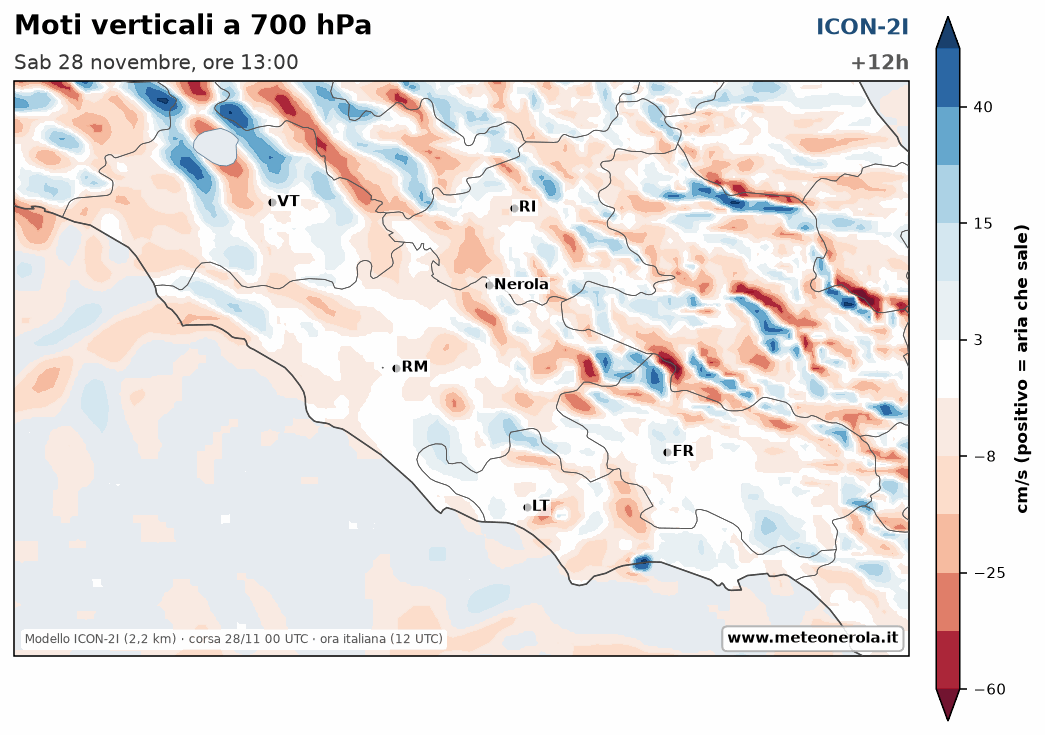 Moti verticali a 700 hPa
ICON-2I
Sab 28 novembre, ore 13:00
+12h
VT
RI
Nerola
RM
FR
LT
Modello ICON-2I (2,2 km) · corsa 28/11 00 UTC · ora italiana (12 UTC)
www.meteonerola.it
40
15
3
−8
−25
−60
cm/s (positivo = aria che sale)